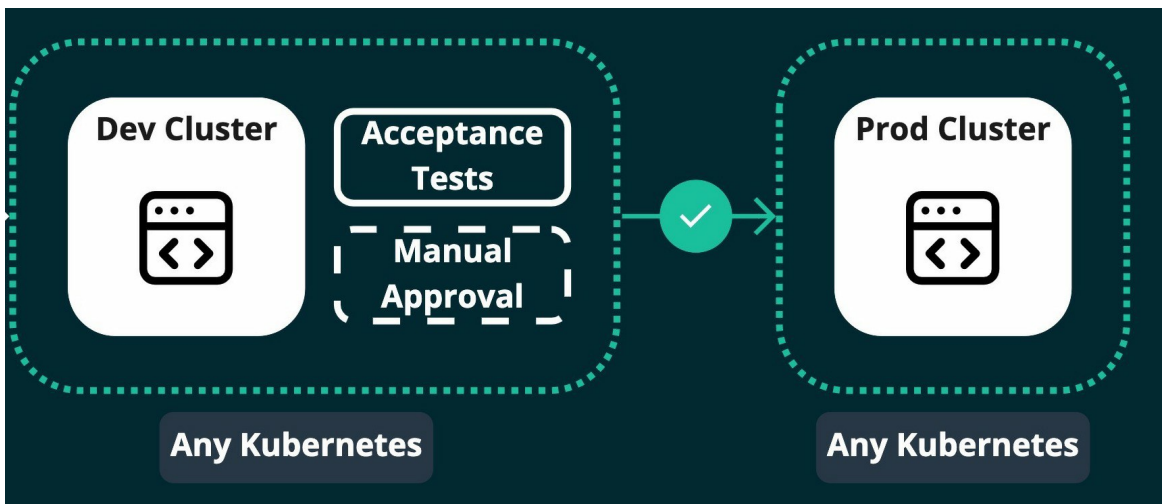 Dev Cluster
Acceptance
Tests
Manual
Approval
Prod Cluster
Any Kubernetes
Any Kubernetes